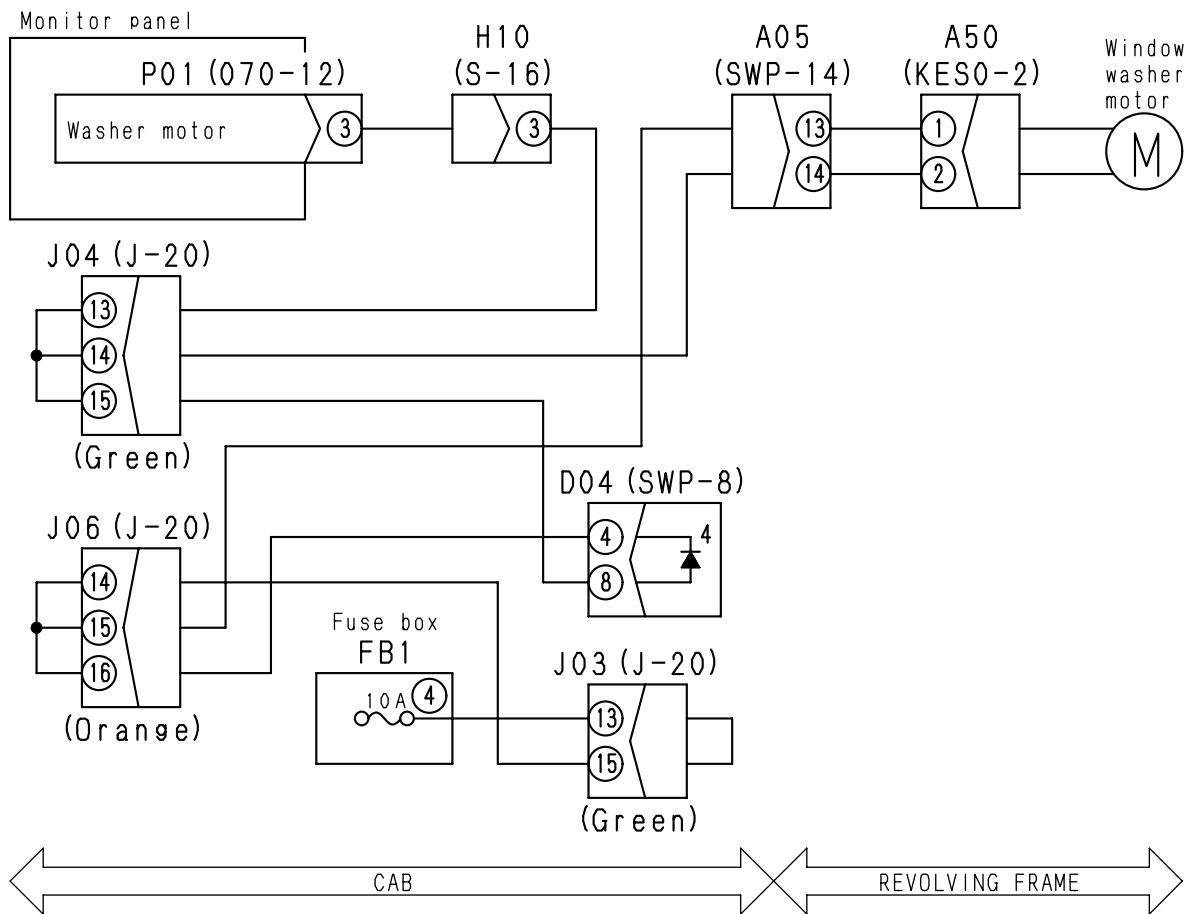 Monitor panel
P01 (070-12)
Washer motor
3
H10
(S-16)
3
A05
(SWP-14)
13
14
A50
(KES0-2)
1
2
Window
washer
motor
M
J04 (J-20)
13
14
15
(Green)
J06 (J-20)
14
15
16
(Orange)
D04 (SWP-8)
4
8
4
Fuse box
FB1
10A
4
J03 (J-20)
13
15
(Green)
CAB
REVOLVING FRAME